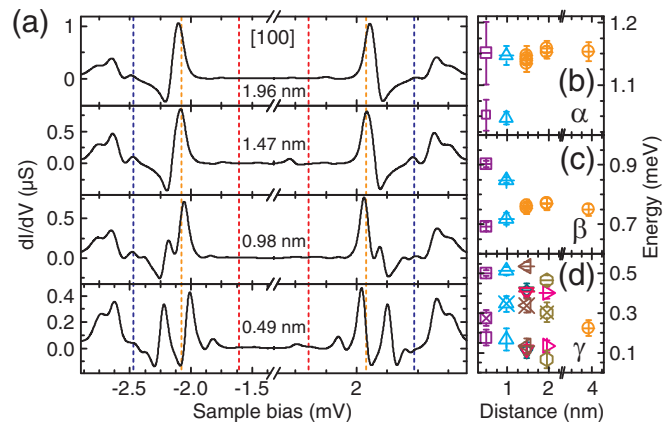 (a)
[100]
1.96 nm
1.47 nm
0.98 nm
0.49 nm
1
0
0.5
0.0
0.5
0.0
0.4
0.2
0.0
dI/dV (µS)
-2.5 -2.0 -1.5 2
Sample bias (mV)
1.2
1.1
(b)
α
0.9
0.7
(c)
β
0.5
0.3
0.1
(d)
γ
Energy (meV)
0 1 2 4
Distance (nm)